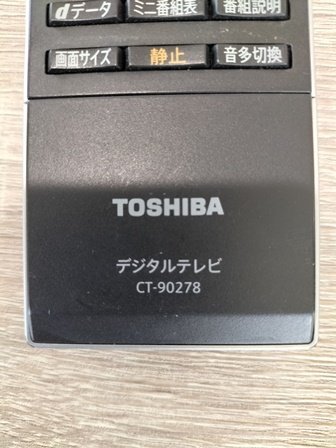 dデータ ミニ番組表 番組説明
画面サイズ 静止 音多切換
TOSHIBA
デジタルテレビ
CT-90278